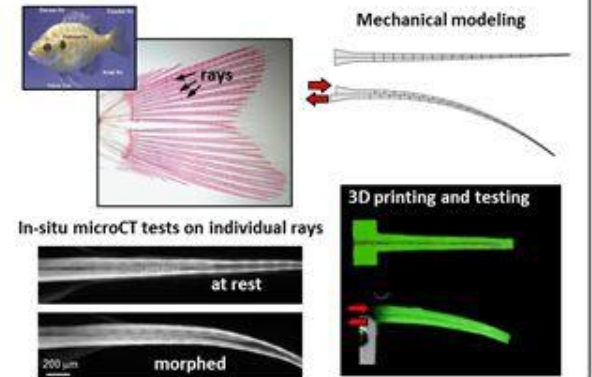 Mechanical modeling
rays
3D printing and testing
In-situ microCT tests on individual rays
at rest
200 μm
morphed